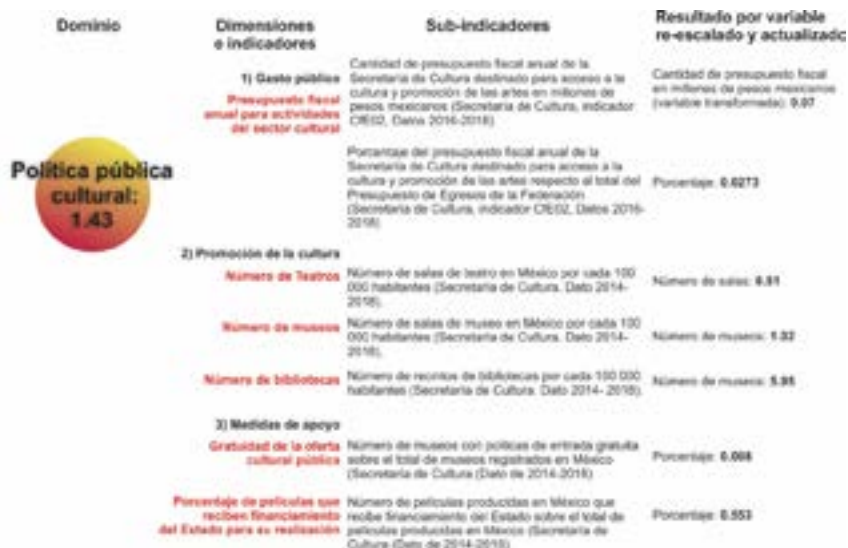 Dominio
Dimensiones
e indicadores
Sub-indicadores
Resultado por variable
re-escalado y actualizado
Política pública
cultural:
1.43
1) Gasto público
Presupuesto fiscal
anual para actividades
del sector cultural
Cantidad de presupuesto fiscal anual de la
Secretaría de Cultura destinado para acceso a la
cultura y promoción de las artes en millones de
pesos mexicanos (Secretaría de Cultura, indicador
CfE02, Datos 2016-2018).
Cantidad de presupuesto fiscal
en millones de pesos mexicanos
(variable transformada): 0.07
Porcentaje del presupuesto fiscal anual de la
Secretaría de Cultura destinado para acceso a la
cultura y promoción de las artes respecto al total del
Presupuesto de Egresos de la Federación
(Secretaría de Cultura, indicador CfE02, Datos 2016-
2018)
Porcentaje: 0.0273
2) Promoción de la cultura
Número de Teatros
Número de salas de teatro en México por cada 100
000 habitantes (Secretaría de Cultura. Dato 2014-
2018).
Número de salas: 0.51
Número de museos
Número de salas de museo en México por cada 100
000 habitantes (Secretaría de Cultura. Dato 2014-
2018).
Número de museos: 1.02
Número de bibliotecas
Número de recintos de bibliotecas por cada 100 000
habitantes (Secretaría de Cultura. Dato 2014- 2018).
Número de museos: 5.95
3) Medidas de apoyo
Gratuidad de la oferta
cultural pública
Número de museos con políticas de entrada gratuita
sobre el total de museos registrados en México
(Secretaría de Cultura (Dato de 2014-2018)
Porcentaje: 0.008
Porcentaje de películas que
reciben financiamiento
del Estado para su realización
Número de películas producidas en México que
recibe financiamiento del Estado sobre el total de
películas producidas en México (Secretaría de
Cultura (Dato de 2014-2018)
Porcentaje: 0.553